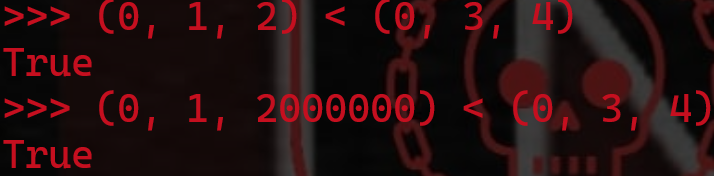 >>> (0, 1, 2) < (0, 3, 4)
True
>>> (0, 1, 2000000) < (0, 3, 4)
True